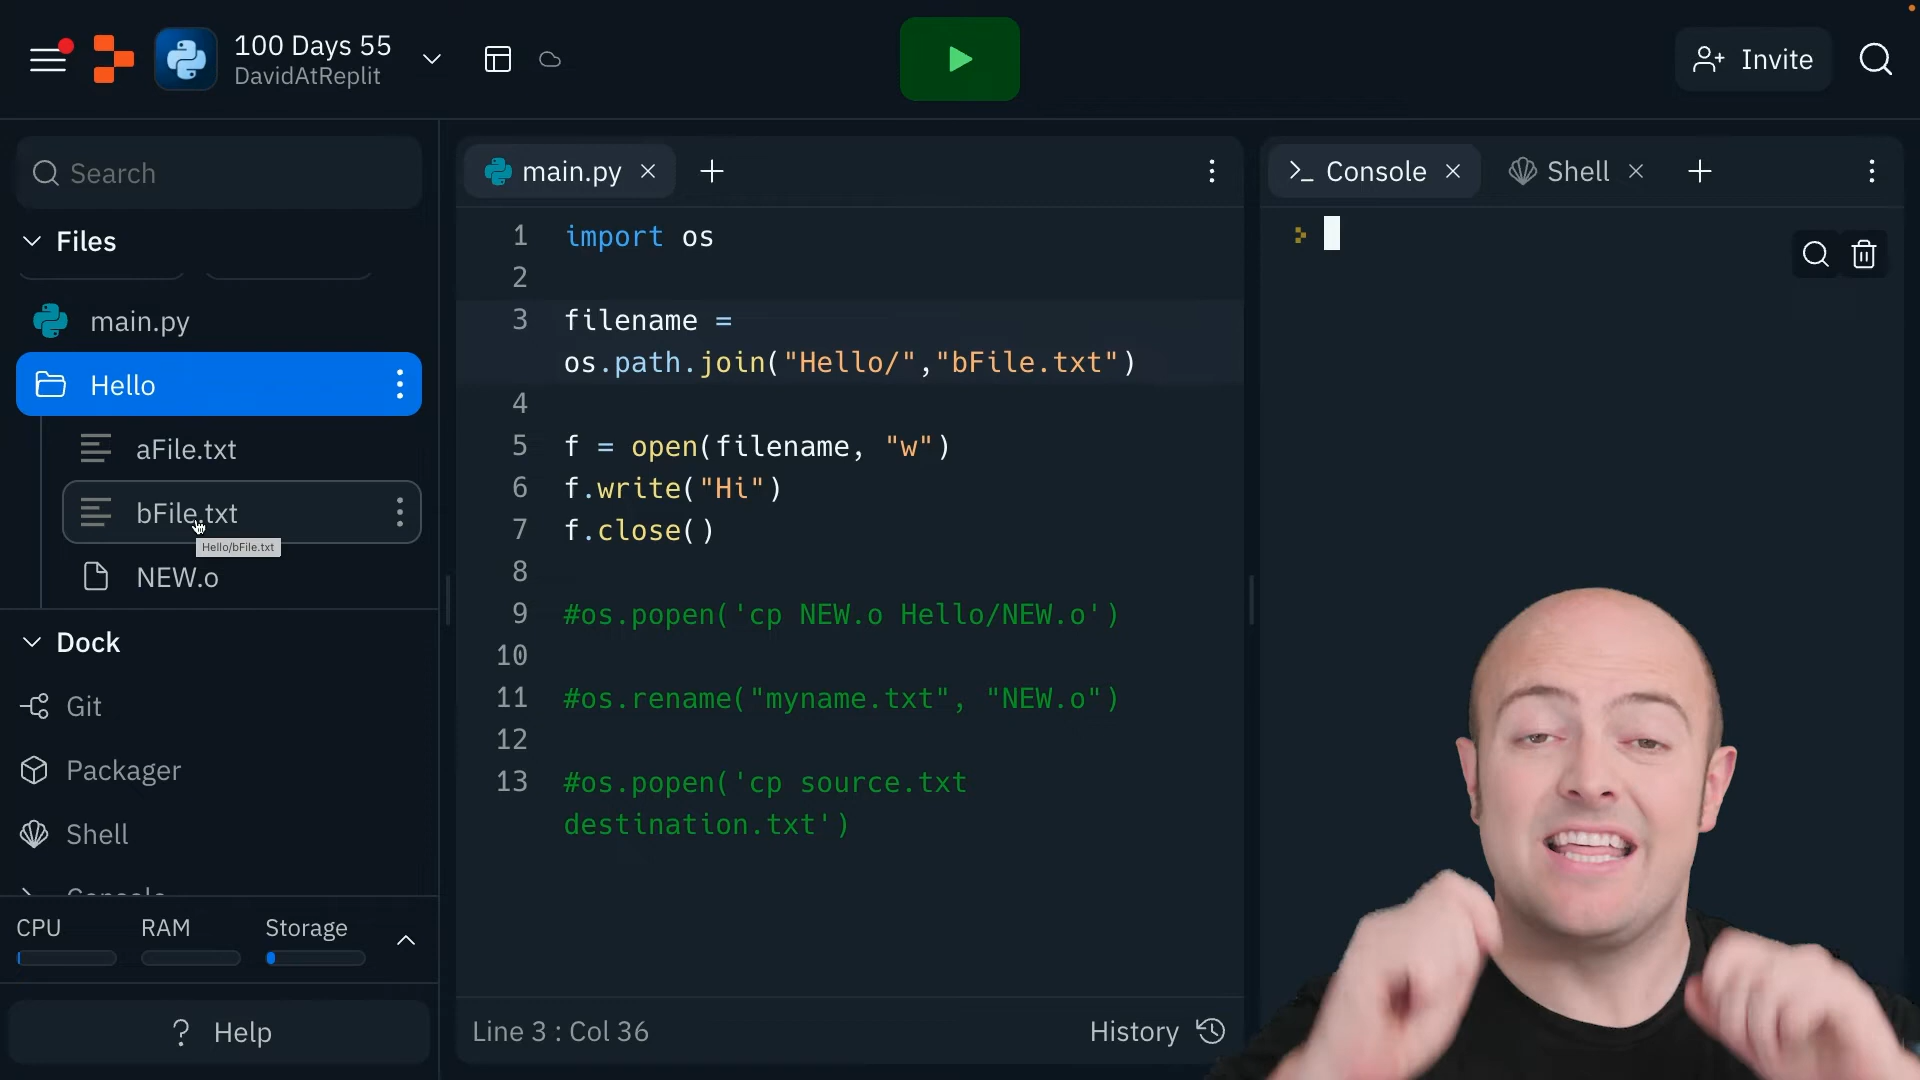 100 Days 55
DavidAtReplit
Invite
Search
Files
main.py
Hello
aFile.txt
bFile.txt
Hello/bFile.txt
NEW.o
Dock
Git
Packager
Shell
Console
CPU RAM Storage
? Help
main.py
1 import os
2
3 filename =
os.path.join("Hello/","bFile.txt")
4
5 f = open(filename, "w")
6 f.write("Hi")
7 f.close()
8
9 #os.popen('cp NEW.o Hello/NEW.o')
10
11 #os.rename("myname.txt", "NEW.o")
12
13 #os.popen('cp source.txt
destination.txt')
Line 3 : Col 36
History
Console Shell